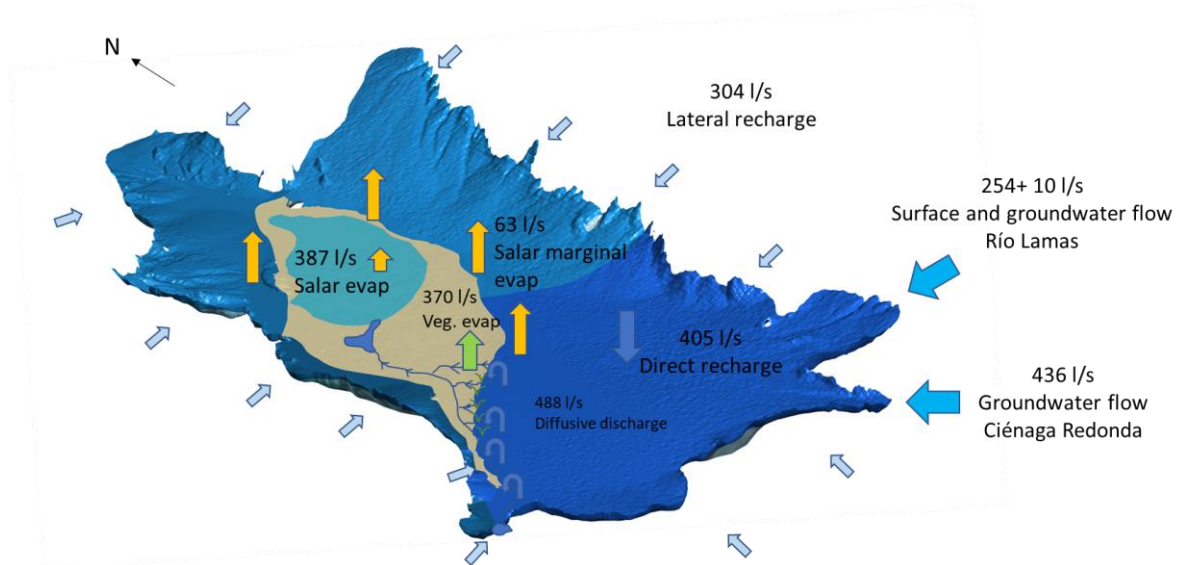 N
304 l/s
Lateral recharge
254+ 10 l/s
Surface and groundwater flow
Río Lamas
63 l/s
Salar marginal
evap
387 l/s
Salar evap
370 l/s
Veg. evap
405 l/s
Direct recharge
436 l/s
Groundwater flow
Ciénaga Redonda
488 l/s
Diffusive discharge